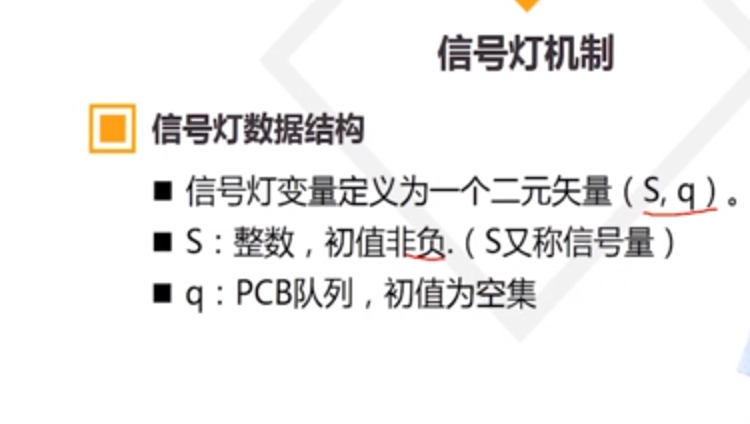 信号灯机制
信号灯数据结构
■ 信号灯变量定义为一个二元矢量（S, q）。
■ S：整数，初值非负.（S又称信号量）
■ q：PCB队列，初值为空集